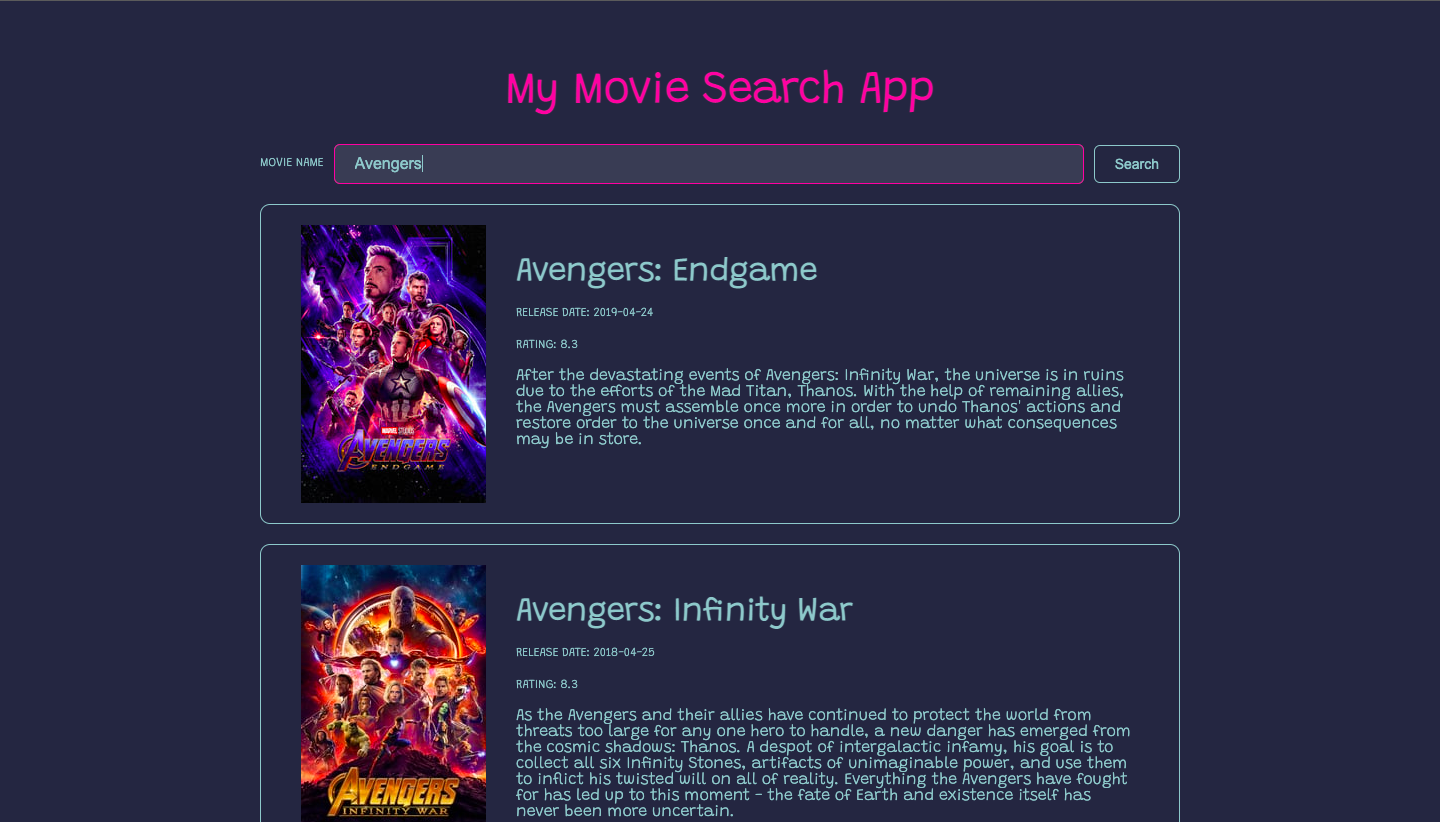 My Movie Search App
MOVIE NAME
Avengers
Search
MARVEL STUDIOS
AVENGERS
ENDGAME
Avengers: Endgame
RELEASE DATE: 2019-04-24
RATING: 8.3
After the devastating events of Avengers: Infinity War, the universe is in ruins
due to the efforts of the Mad Titan, Thanos. With the help of remaining allies,
the Avengers must assemble once more in order to undo Thanos' actions and
restore order to the universe once and for all, no matter what consequences
may be in store.
AVENGERS
INFINITY WAR
Avengers: Infinity War
RELEASE DATE: 2018-04-25
RATING: 8.3
As the Avengers and their allies have continued to protect the world from
threats too large for any one hero to handle, a new danger has emerged from
the cosmic shadows: Thanos. A despot of intergalactic infamy, his goal is to
collect all six Infinity Stones, artifacts of unimaginable power, and use them
to inflict his twisted will on all of reality. Everything the Avengers have fought
for has led up to this moment - the fate of Earth and existence itself has
never been more uncertain.